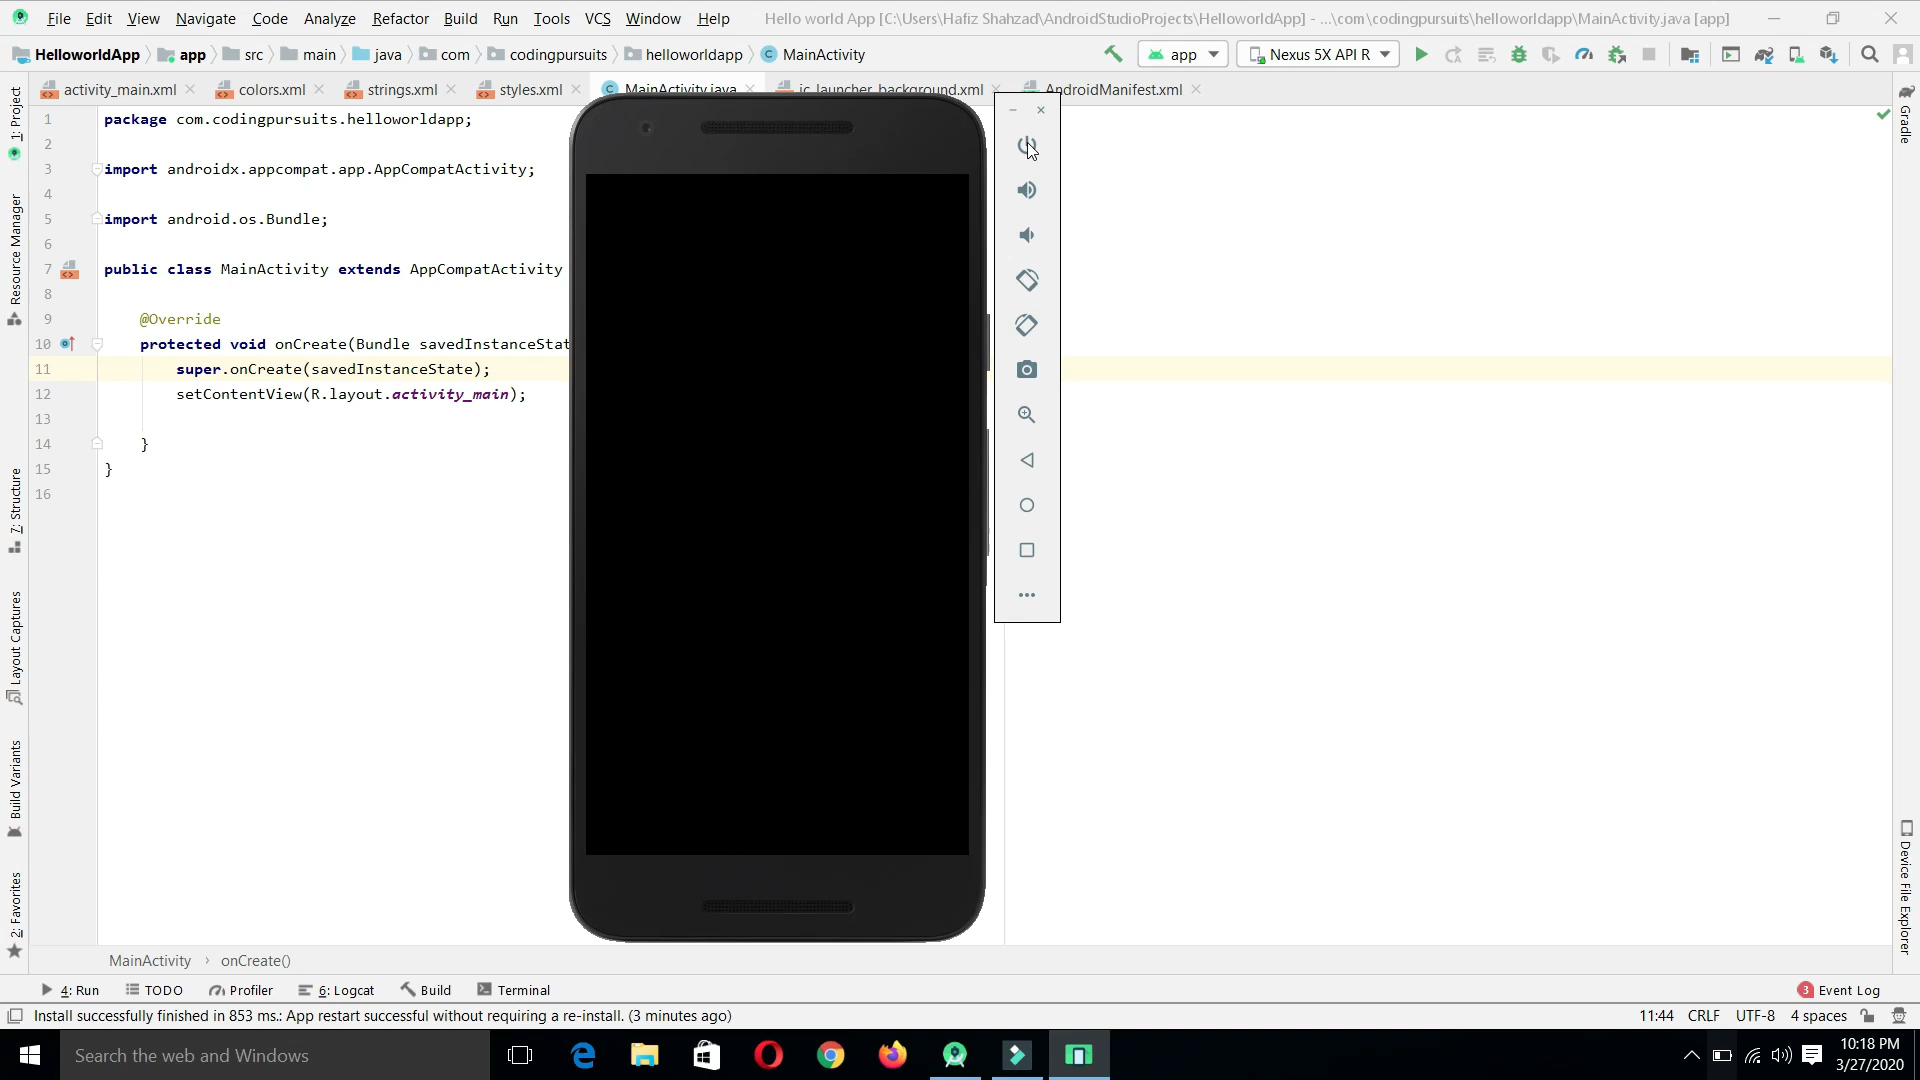 File Edit View Navigate Code Analyze Refactor Build Run Tools VCS Window Help Hello world App [C:\Users\Hafiz Shahzad\AndroidStudioProjects\HelloworldApp] - ...\com\codingpursuits\helloworldapp\MainActivity.java [app]
HelloworldApp app src main java com codingpursuits helloworldapp MainActivity app Nexus 5X API R
activity_main.xml colors.xml strings.xml styles.xml MainActivity.java ic_launcher_background.xml AndroidManifest.xml
1: Project
Resource Manager
7: Structure
Layout Captures
Build Variants
2: Favorites
1 package com.codingpursuits.helloworldapp;
2
3 import androidx.appcompat.app.AppCompatActivity;
4
5 import android.os.Bundle;
6
7 public class MainActivity extends AppCompatActivity
8
9 @Override
10 protected void onCreate(Bundle savedInstanceStat
11 super.onCreate(savedInstanceState);
12 setContentView(R.layout.activity_main);
13
14 }
15 }
16
Gradle
Device File Explorer
MainActivity › onCreate()
4: Run TODO Profiler 6: Logcat Build Terminal 3 Event Log
Install successfully finished in 853 ms.: App restart successful without requiring a re-install. (3 minutes ago) 11:44 CRLF UTF-8 4 spaces
Search the web and Windows
10:18 PM
3/27/2020